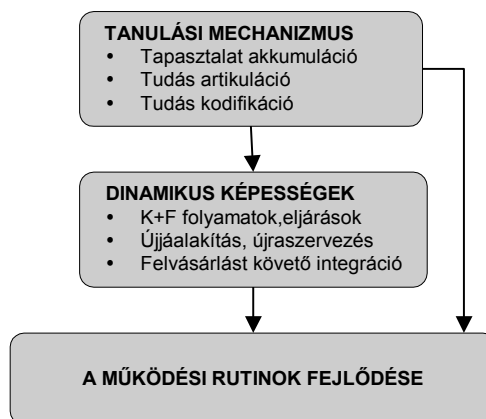 TANULÁSI MECHANIZMUS
• Tapasztalat akkumuláció
• Tudás artikuláció
• Tudás kodifikáció
DINAMIKUS KÉPESSÉGEK
• K+F folyamatok,eljárások
• Újjáalakítás, újraszervezés
• Felvásárlást követő integráció
A MŰKÖDÉSI RUTINOK FEJLŐDÉSE